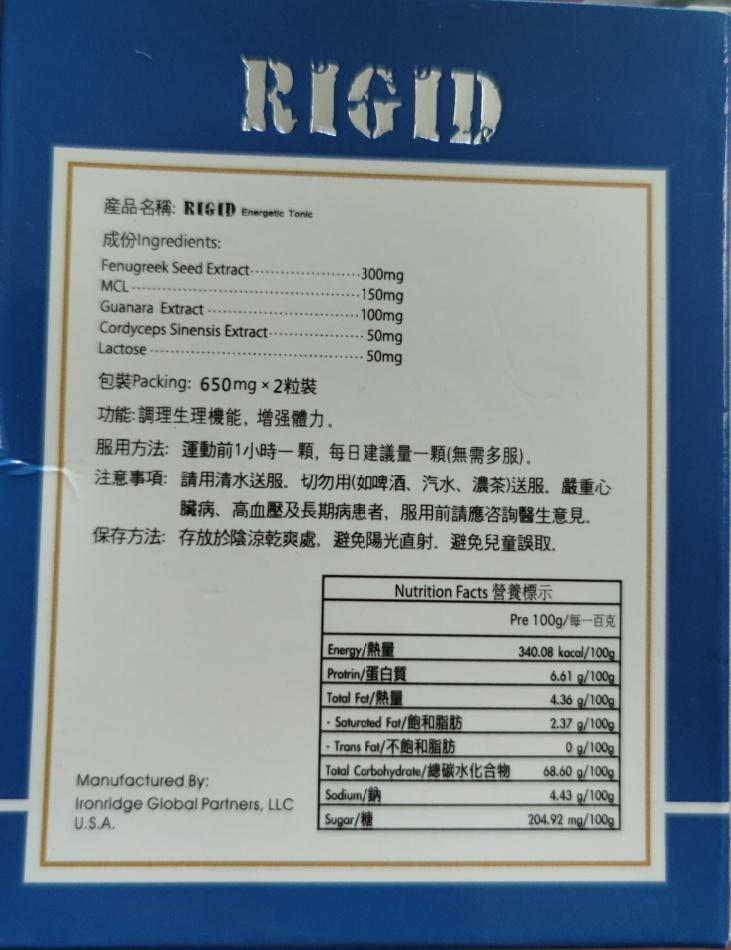 RIGID
産品名稱: RIGID Energetic Tonic
成份Ingredients:
Fenugreek Seed Extract 300mg
MCL 150mg
Guanara Extract 100mg
Cordyceps Sinensis Extract 50mg
Lactose 50mg
包裝Packing: 650mg × 2粒裝
功能:調理生理機能，增强體力。
服用方法: 運動前1小時一顆，每日建議量一顆(無需多服)。
注意事項: 請用清水送服。切勿用(如啤酒、汽水、濃茶)送服。嚴重心
臟病、高血壓及長期病患者，服用前請應咨詢醫生意見。
保存方法: 存放於陰涼乾爽處，避免陽光直射。避免兒童誤取。
Nutrition Facts 營養標示
Pre 100g/每一百克
Energy/熱量 340.08 kacal/100g
Protrin/蛋白質 6.61 g/100g
Total Fct/熱量 4.36 g/100g
- Saturcted Fat/飽和脂肪 2.37 g/100g
- Trans Fat/不飽和脂肪 0 g/100g
Total Corbohydrate/總碳水化合物 68.60 g/100g
Sodium/鈉 4.43 g/100g
Sugar/糖 204.92 mg/100g
Manufactured By:
Ironridge Global Partners, LLC
U.S.A.